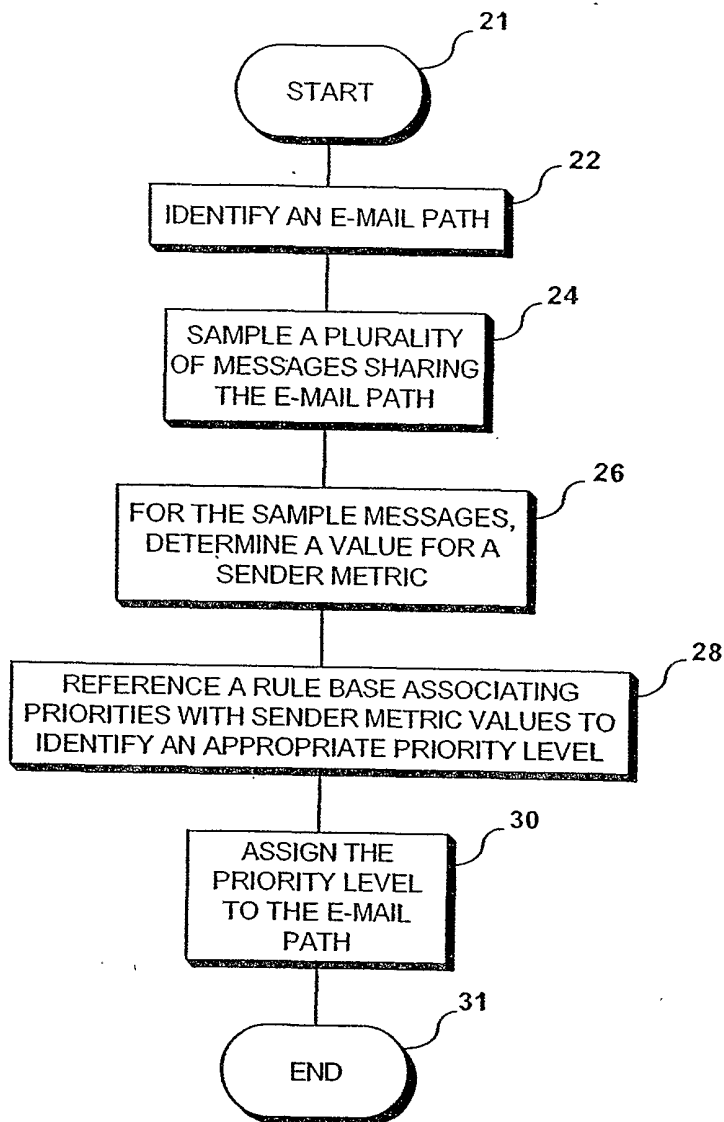 21
START
22
IDENTIFY AN E-MAIL PATH
24
SAMPLE A PLURALITY
OF MESSAGES SHARING
THE E-MAIL PATH
26
FOR THE SAMPLE MESSAGES,
DETERMINE A VALUE FOR A
SENDER METRIC
28
REFERENCE A RULE BASE ASSOCIATING
PRIORITIES WITH SENDER METRIC VALUES TO
IDENTIFY AN APPROPRIATE PRIORITY LEVEL
30
ASSIGN THE
PRIORITY LEVEL
TO THE E-MAIL
PATH
31
END